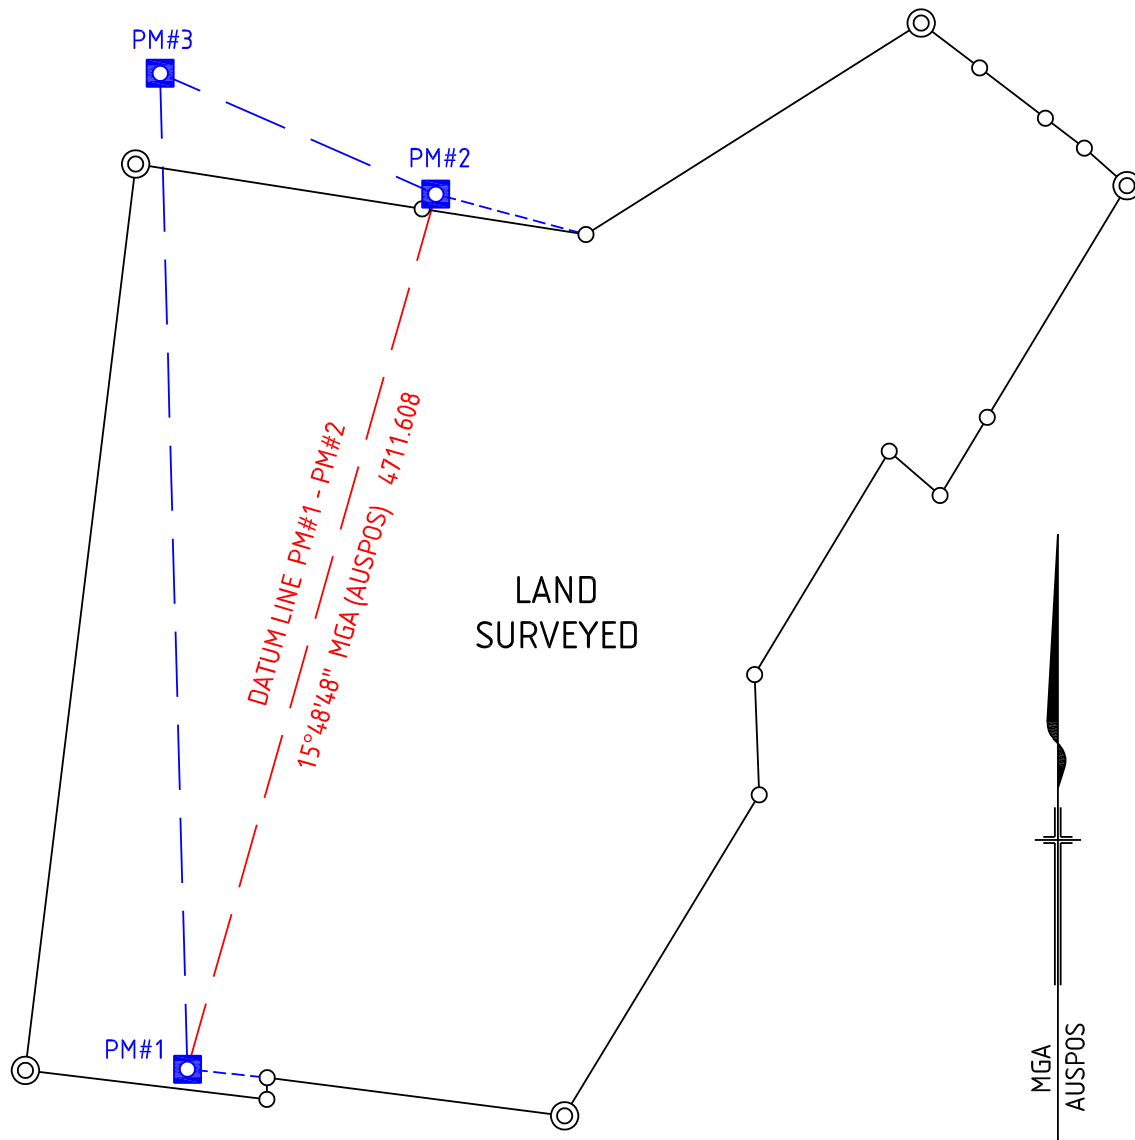 PM#3
PM#2
DATUM LINE PM#1 - PM#2
15°48'48" MGA (AUSPOS) 4711.608
LAND
SURVEYED
PM#1
MGA
AUSPOS